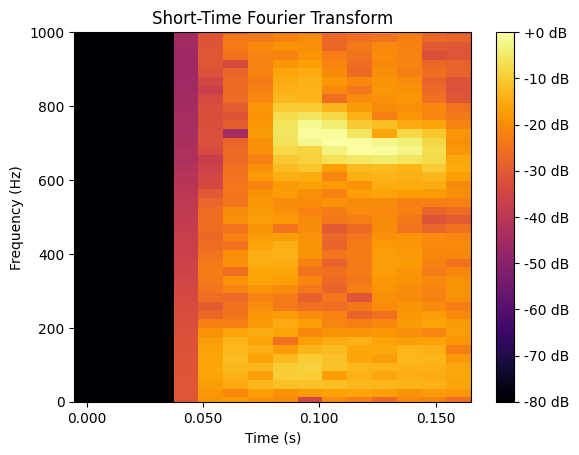 Short-Time Fourier Transform
1000
800
600
400
200
0
Frequency (Hz)
0.000
0.050
0.100
0.150
Time (s)
+0 dB
-10 dB
-20 dB
-30 dB
-40 dB
-50 dB
-60 dB
-70 dB
-80 dB